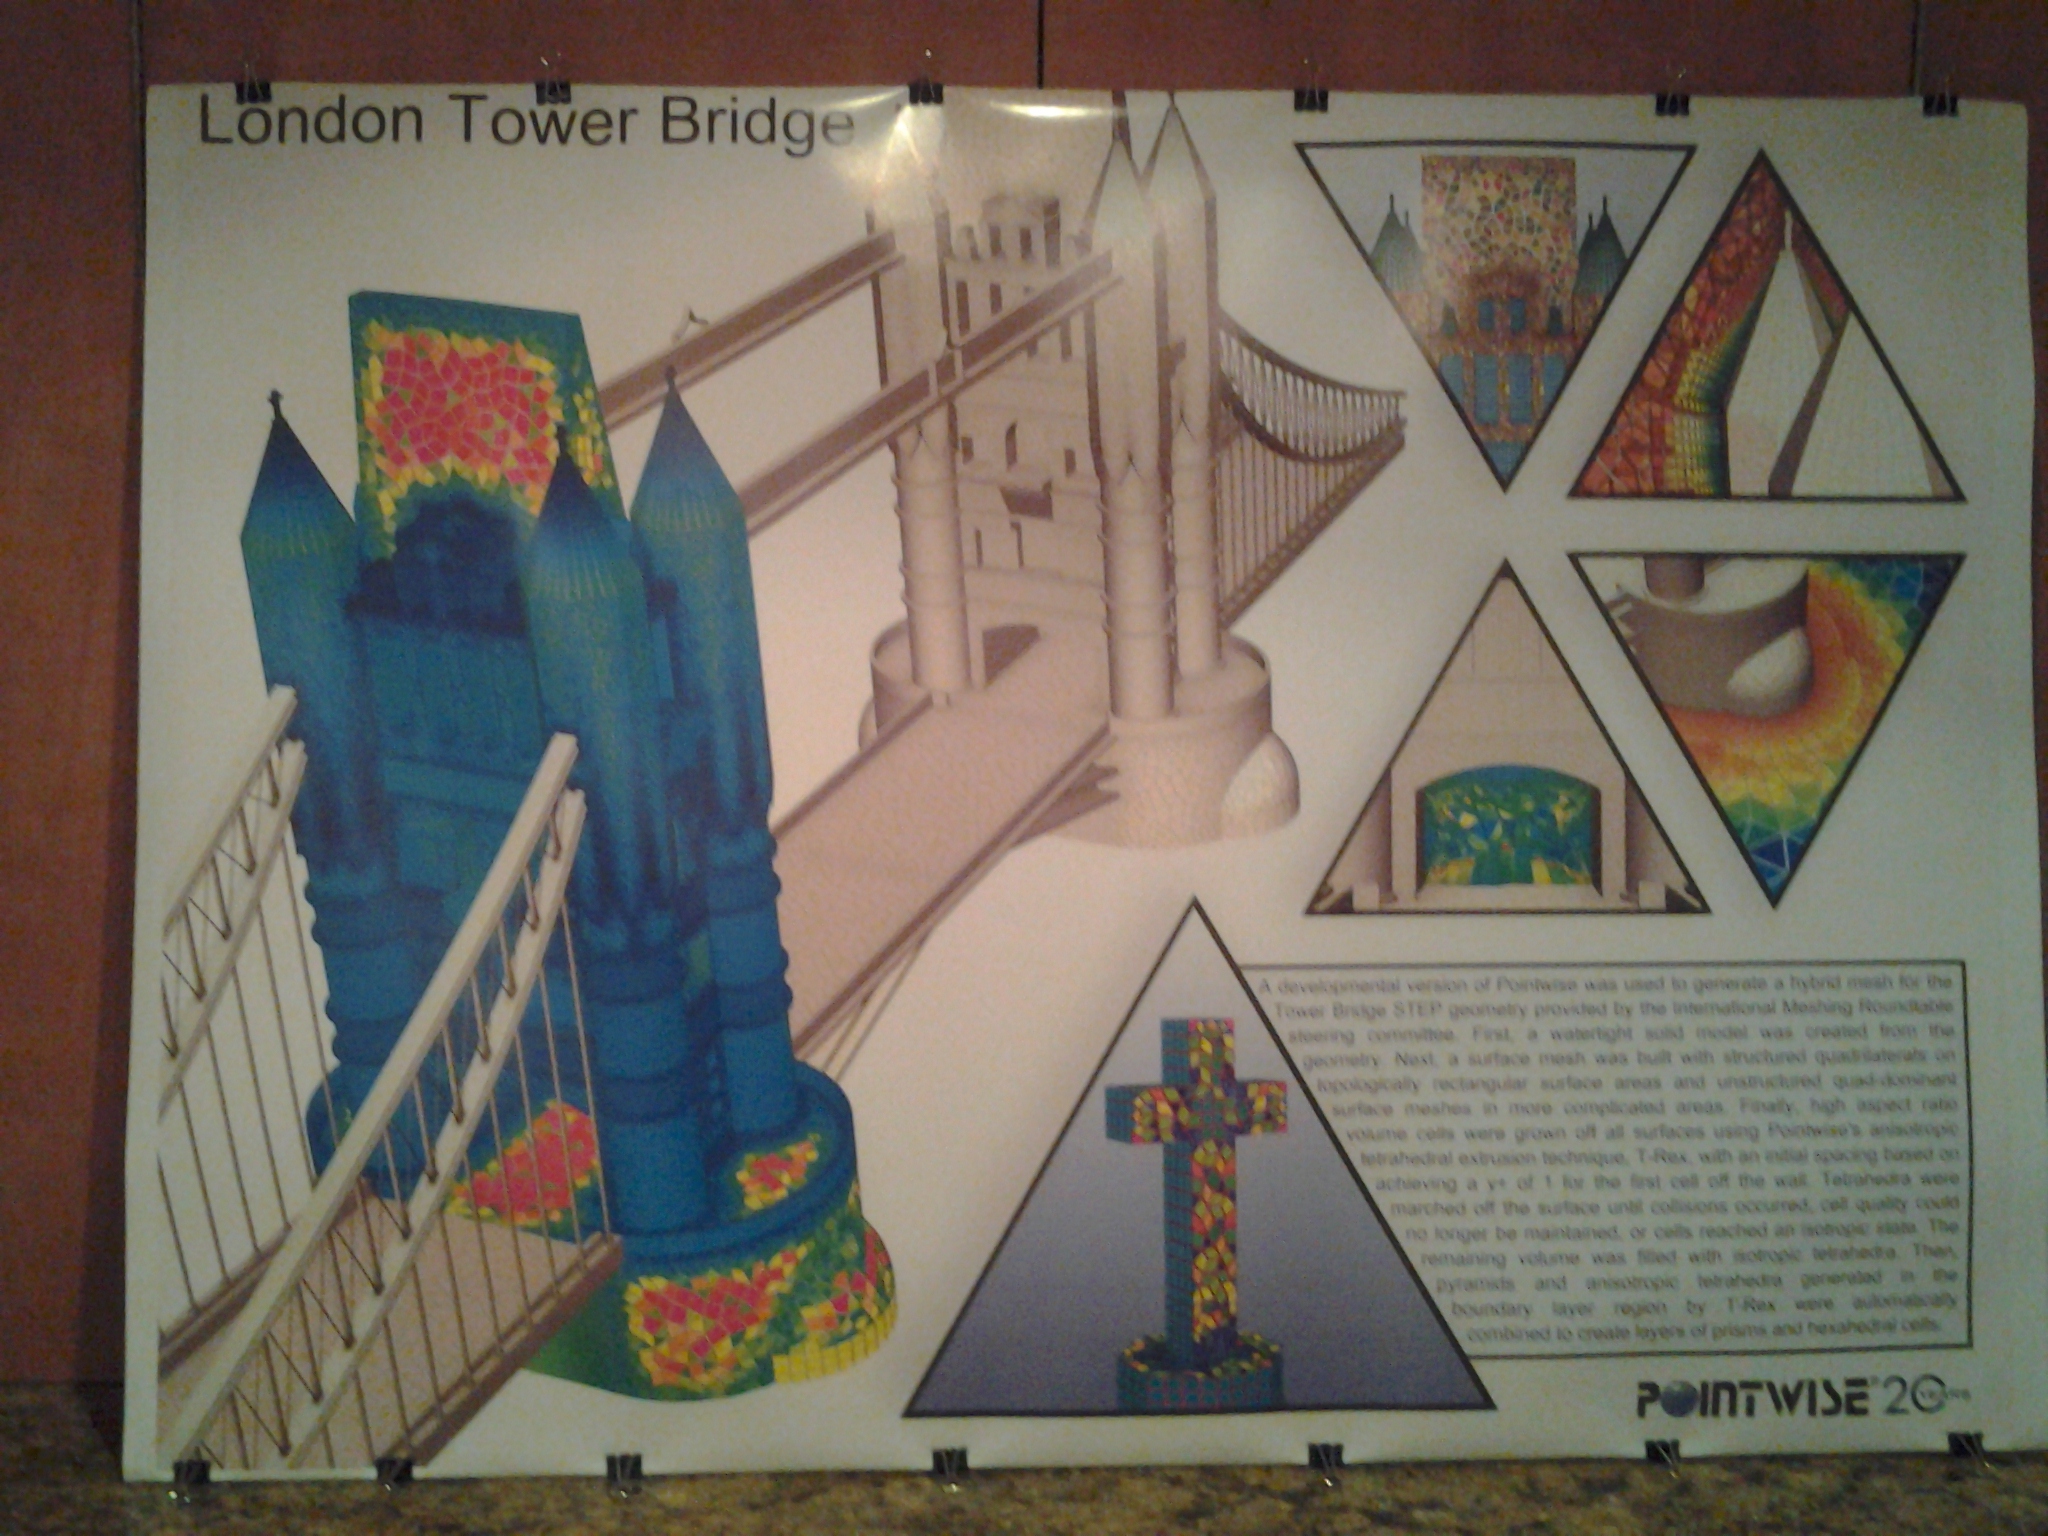 London Tower Bridge
A developmental version of Pointwise was used to generate a hybrid mesh for the
Tower Bridge STEP geometry provided by the International Meshing Roundtable
steering committee. First, a watertight solid model was created from the
geometry. Next, a surface mesh was built with structured quadrilaterals on
topologically rectangular surface areas and unstructured quad-dominant
surface meshes in more complicated areas. Finally, high aspect ratio
volume cells were grown off all surfaces using Pointwise's anisotropic
tetrahedral extrusion technique, T-Rex, with an initial spacing based on
achieving a y+ of 1 for the first cell off the wall. Tetrahedra were
marched off the surface until collisions occurred, cell quality could
no longer be maintained, or cells reached an isotropic state. The
remaining volume was filled with isotropic tetrahedra. Then,
pyramids and anisotropic tetrahedra generated in the
boundary layer region by T-Rex were automatically
combined to create layers of prisms and hexahedral cells.
POINTWISE 20